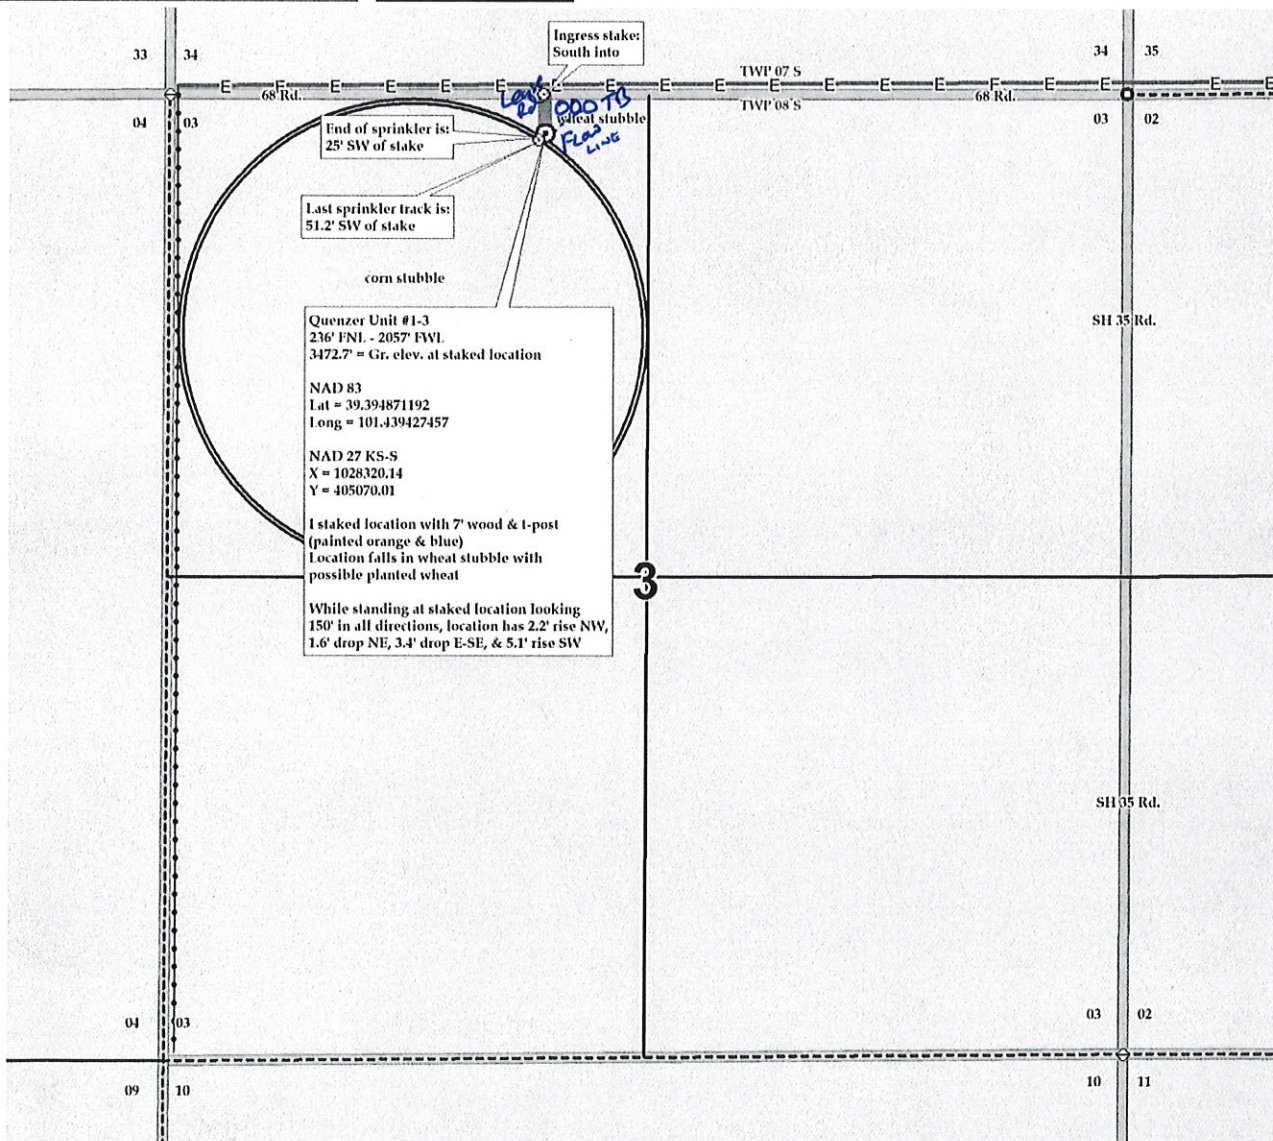 Ingress stake:
South into
33 34
34 35
TWP 07 S
E E E E E E E E E E E E E E E E E E
68 Rd.
68 Rd.
TWP 08 S
Rd
000 TB
wheat stubble
Flow
Line
04 03
03 02
End of sprinkler is:
25' SW of stake
Last sprinkler track is:
51.2' SW of stake
corn stubble
Quenzer Unit #1-3
236' FNL - 2057' FWL
3472.7' = Gr. elev. at staked location
NAD 83
Lat = 39.394871192
Long = 101.439427457
NAD 27 KS-S
X = 1028320.14
Y = 405070.01
I staked location with 7' wood & t-post
(painted orange & blue)
Location falls in wheat stubble with
possible planted wheat
While standing at staked location looking
150' in all directions, location has 2.2' rise NW,
1.6' drop NE, 3.4' drop E-SE, & 5.1' rise SW
SH 35 Rd.
3
SH 35 Rd.
04 03
03 02
09 10
10 11